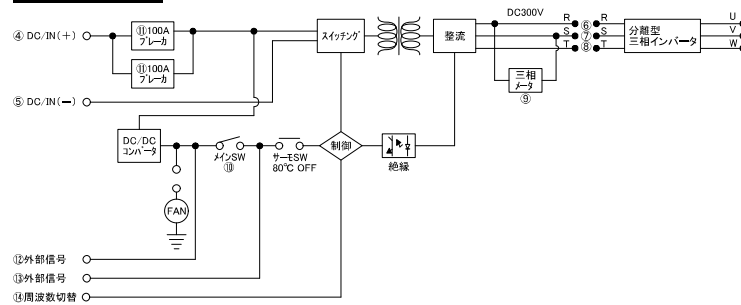 ④ DC/IN(+)
⑪100A
ブレーカ
⑪100A
ブレーカ
スイッチング
整流
DC300V
R ⑥ R
S ⑦ S
T ⑧ T
分離型
三相インバータ
U
V
W
三相
メータ
⑨
⑤ DC/IN(ー)
DC/DC
コンバータ
メインSW
⑩
サーモSW
80℃ OFF
制御
絶縁
FAN
⑫外部信号
⑬外部信号
⑭周波数切替